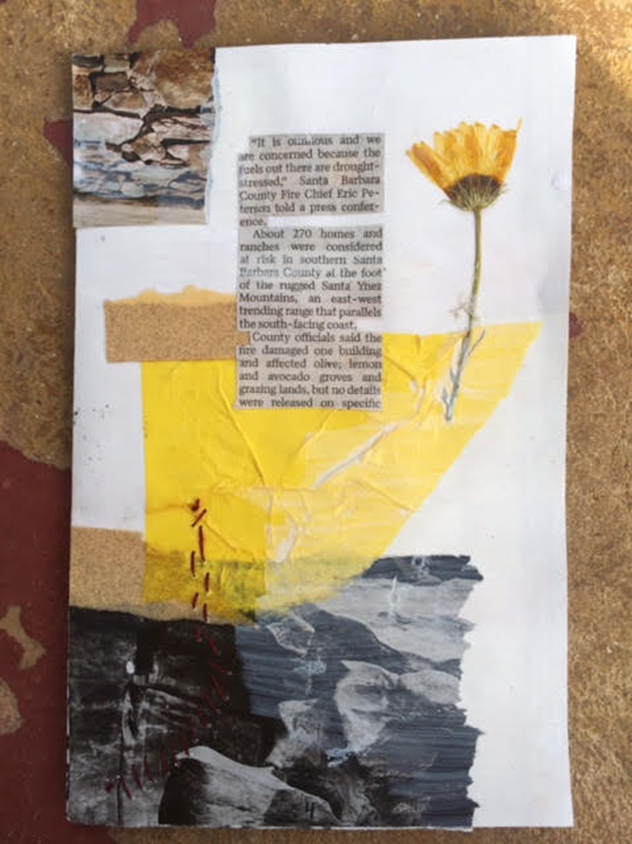 "It is ominous and we
are concerned because the
fuels out there are drought-
stressed," Santa Barbara
County Fire Chief Eric Pe-
terson told a press confer-
ence.
About 270 homes and
ranches were considered
at risk in southern Santa
Barbara County at the foot
of the rugged Santa Ynez
Mountains, an east-west
trending range that parallels
the south-facing coast.
County officials said the
fire damaged one building
and affected olive, lemon
and avocado groves and
grazing lands, but no details
were released on specific